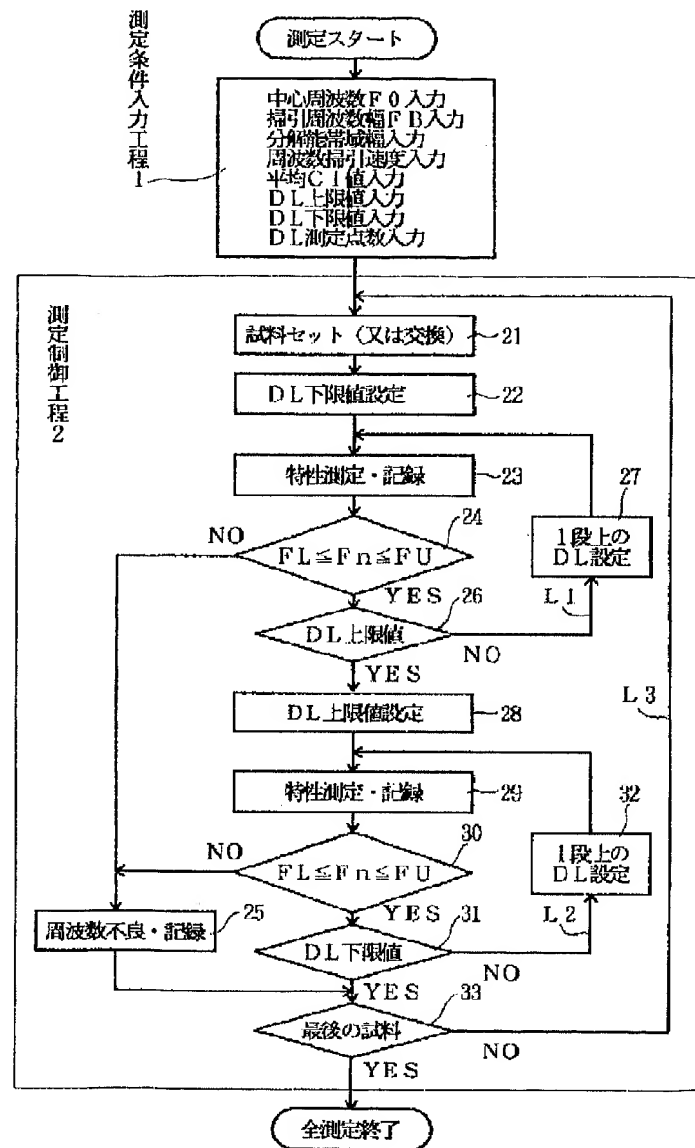 測定スタート
測定条件入力工程1
中心周波数F0入力
掃引周波数幅FB入力
分解能帯域幅入力
周波数掃引速度入力
平均CI値入力
DL上限値入力
DL下限値入力
DL測定点数入力
測定制御工程2
試料セット(又は交換)
21
DL下限値設定
22
特性測定・記録
23
27
1段上の
DL設定
24
NO
FL≦Fn≦FU
YES
26
L1
DL上限値
NO
YES
DL上限値設定
28
L3
特性測定・記録
29
32
1段上の
DL設定
30
NO
FL≦Fn≦FU
YES
31
L2
周波数不良・記録
25
DL下限値
NO
YES
33
最後の試料
NO
YES
全測定終了